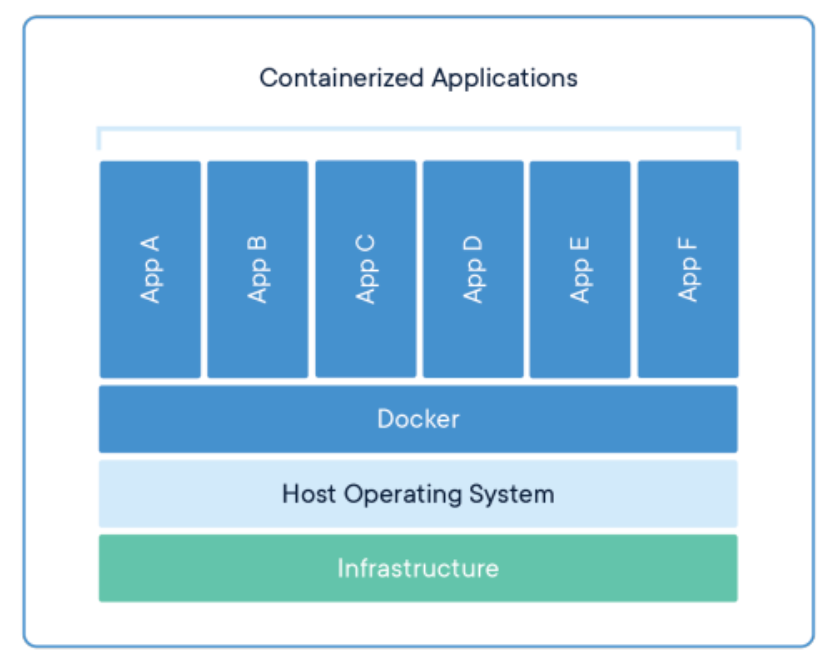 Containerized Applications
App A
App B
App C
App D
App E
App F
Docker
Host Operating System
Infrastructure